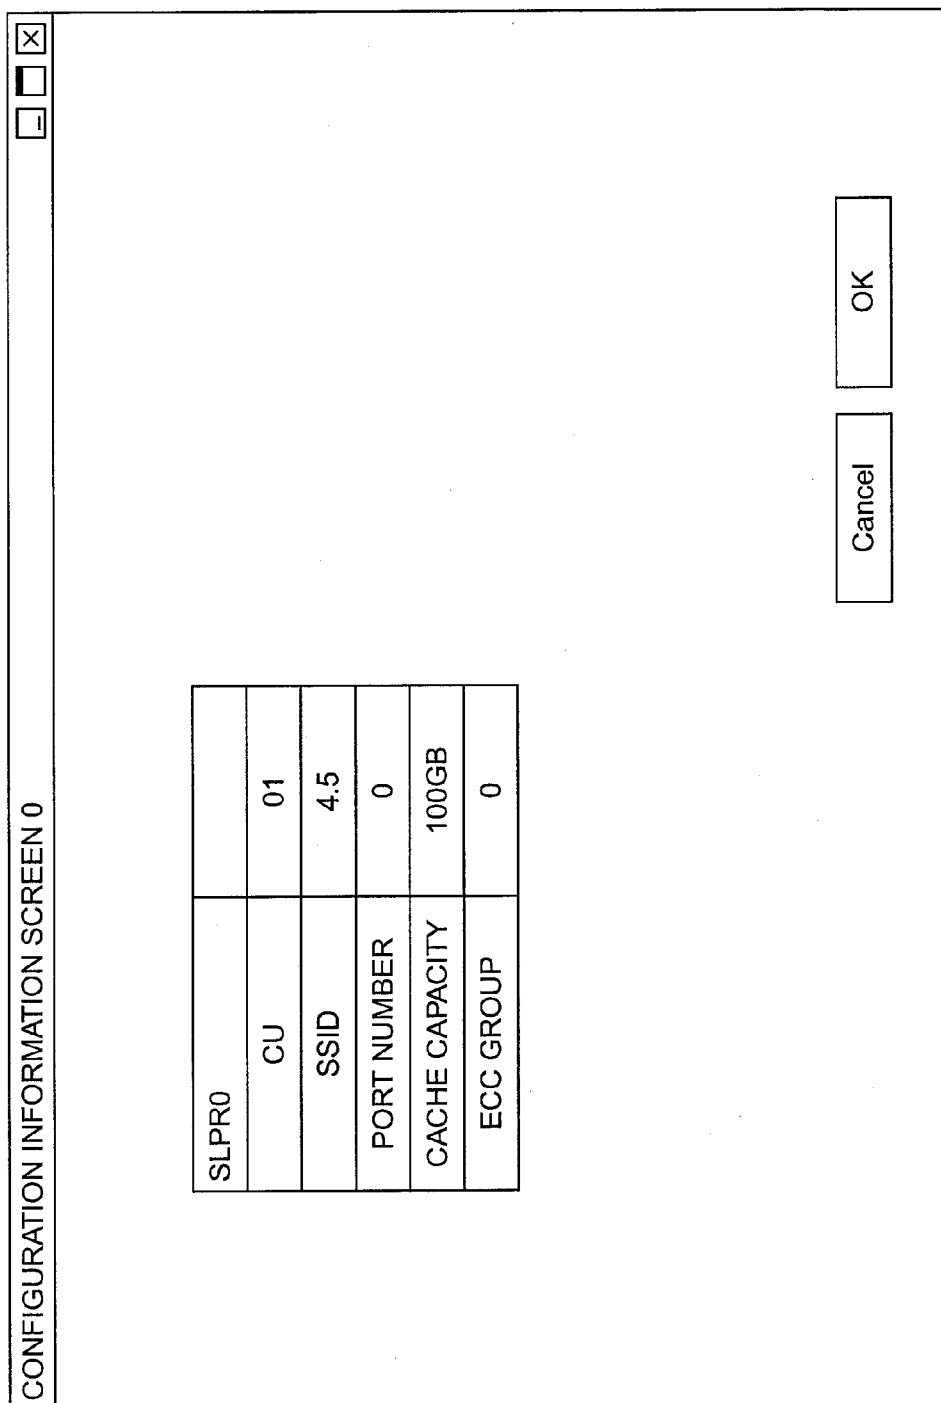 CONFIGURATION INFORMATION SCREEN 0
SLPR0
CU 01
SSID 4.5
PORT NUMBER 0
CACHE CAPACITY 100GB
ECC GROUP 0
Cancel OK